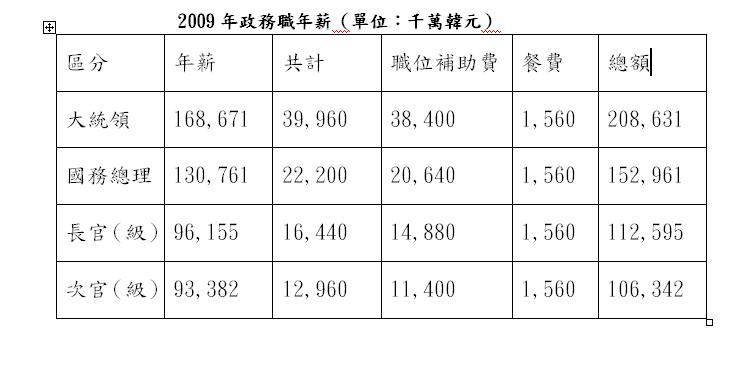 2009 年政務職年薪（單位：千萬韓元）
區分 年薪 共計 職位補助費 餐費 總額
大統領 168,671 39,960 38,400 1,560 208,631
國務總理 130,761 22,200 20,640 1,560 152,961
長官(級) 96,155 16,440 14,880 1,560 112,595
次官(級) 93,382 12,960 11,400 1,560 106,342